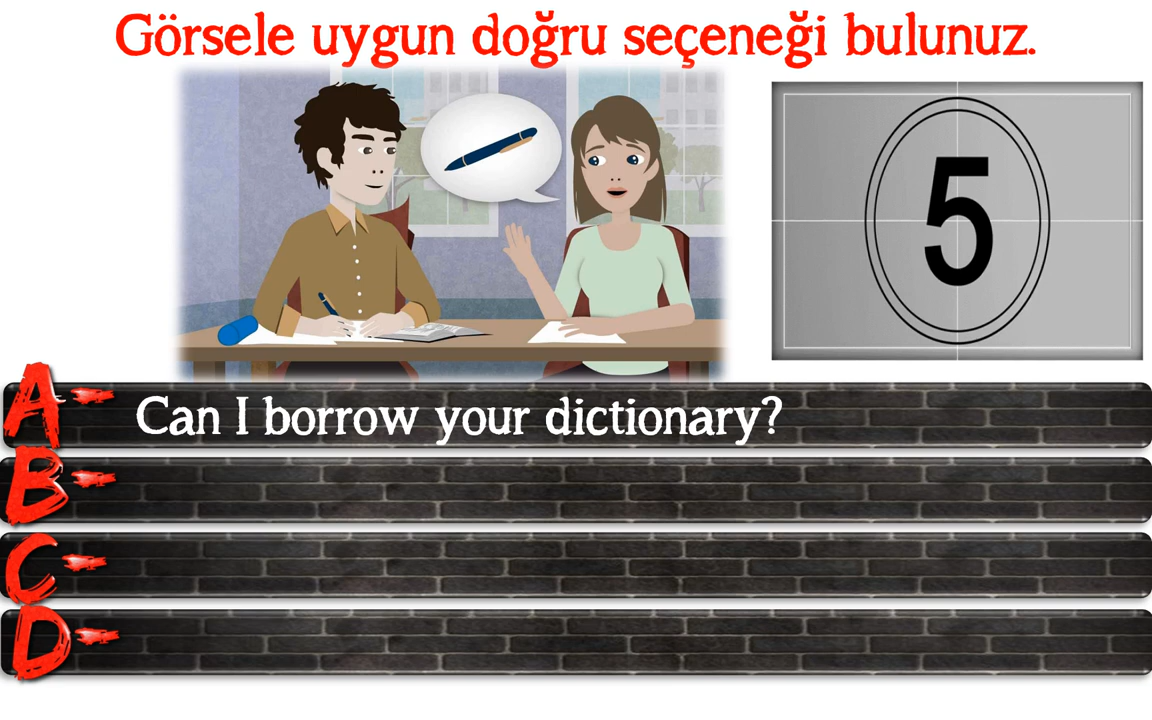 Görsele uygun doğru seçeneği bulunuz.
5
A- Can I borrow your dictionary?
B-
C-
D-